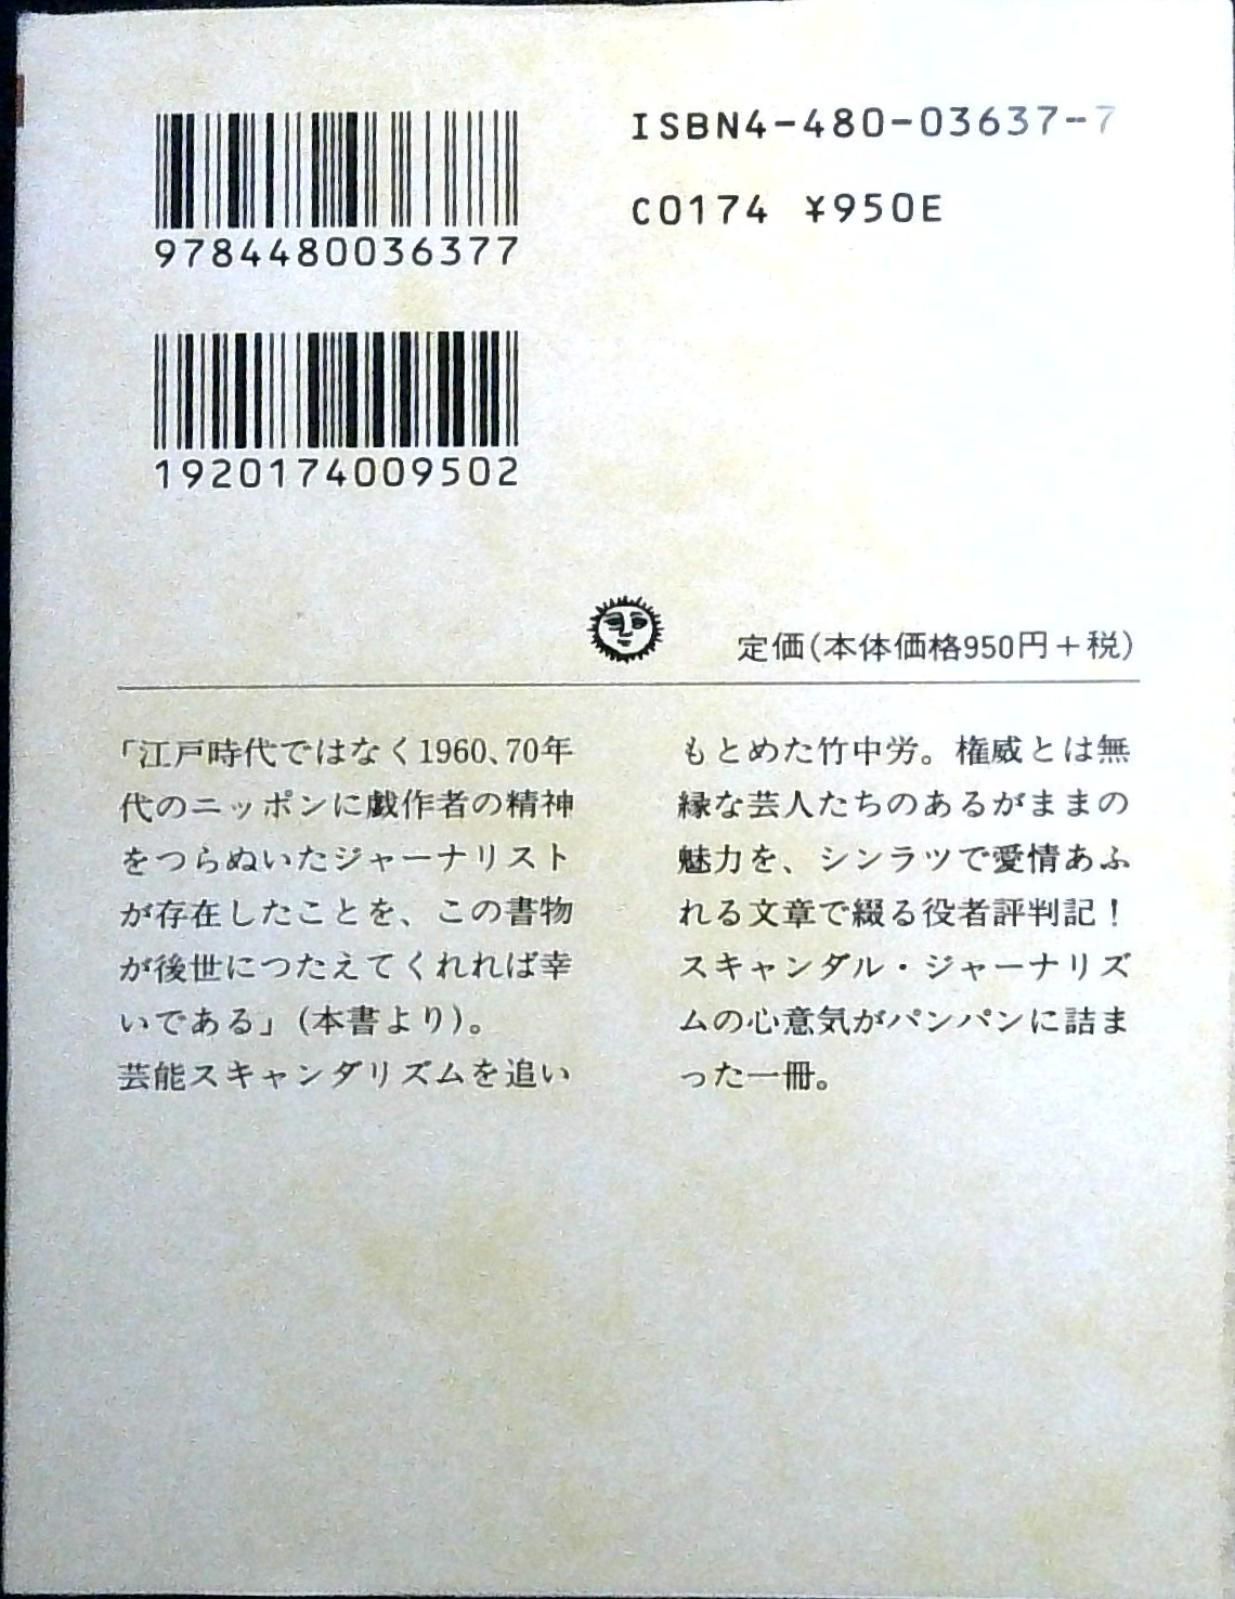 9784480036377
1920174009502
ISBN4-480-03637-7
C0174 ¥950E
定価(本体価格950円＋税)
「江戸時代ではなく1960、70年
代のニッポンに戯作者の精神
をつらぬいたジャーナリスト
が存在したことを、この書物
が後世につたえてくれれば幸
いである」(本書より)。
芸能スキャンダリズムを追い
もとめた竹中労。権威とは無
縁な芸人たちのあるがままの
魅力を、シンラツで愛情あふ
れる文章で綴る役者評判記！
スキャンダル・ジャーナリズ
ムの心意気がパンパンに詰ま
った一冊。